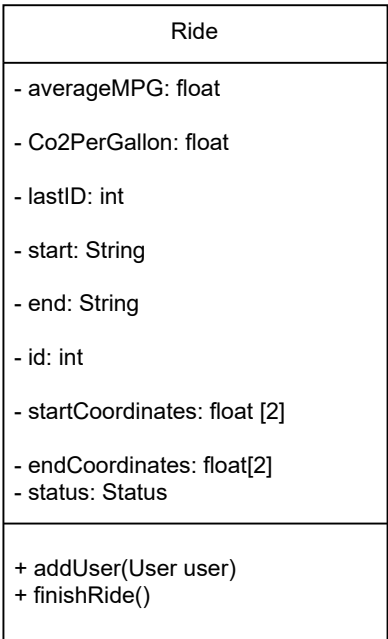 Ride
- averageMPG: float
- Co2PerGallon: float
- lastID: int
- start: String
- end: String
- id: int
- startCoordinates: float [2]
- endCoordinates: float[2]
- status: Status
+ addUser(User user)
+ finishRide()